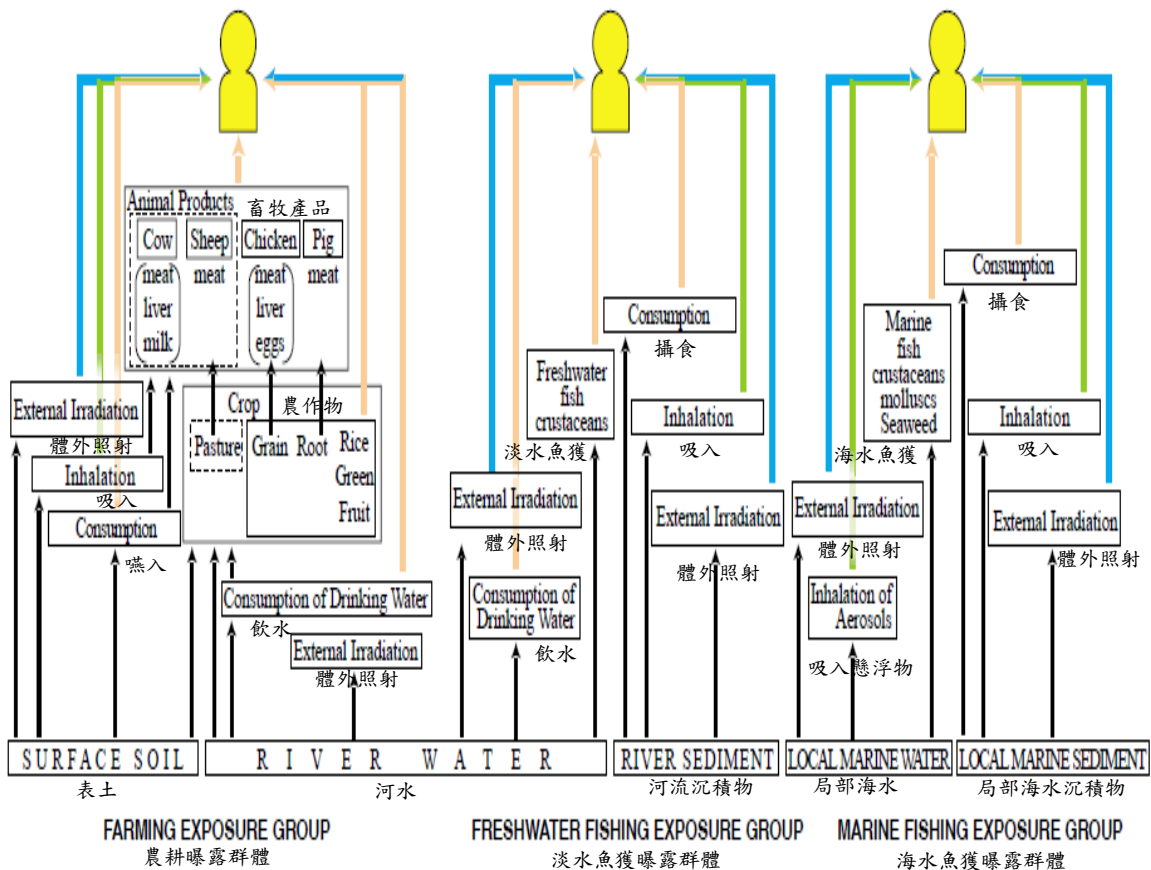 Animal Products
畜牧產品
Cow
Sheep
Chicken
Pig
meat
liver
milk
meat
meat
liver
eggs
meat
External Irradiation
體外照射
Inhalation
吸入
Consumption
嚥入
Crop
農作物
Pasture
Grain
Root
Rice
Green
Fruit
Consumption of Drinking Water
飲水
External Irradiation
體外照射
Freshwater
fish
crustaceans
淡水魚獲
External Irradiation
體外照射
Consumption of
Drinking Water
飲水
Consumption
攝食
Inhalation
吸入
External Irradiation
體外照射
Marine
fish
crustaceans
molluscs
Seaweed
海水魚獲
External Irradiation
體外照射
Inhalation of
Aerosols
吸入懸浮物
Consumption
攝食
Inhalation
吸入
External Irradiation
體外照射
SURFACE SOIL
表土
RIVER WATER
河水
RIVER SEDIMENT
河流沉積物
LOCAL MARINE WATER
局部海水
LOCAL MARINE SEDIMENT
局部海水沉積物
FARMING EXPOSURE GROUP
農耕曝露群體
FRESHWATER FISHING EXPOSURE GROUP
淡水魚獲曝露群體
MARINE FISHING EXPOSURE GROUP
海水魚獲曝露群體